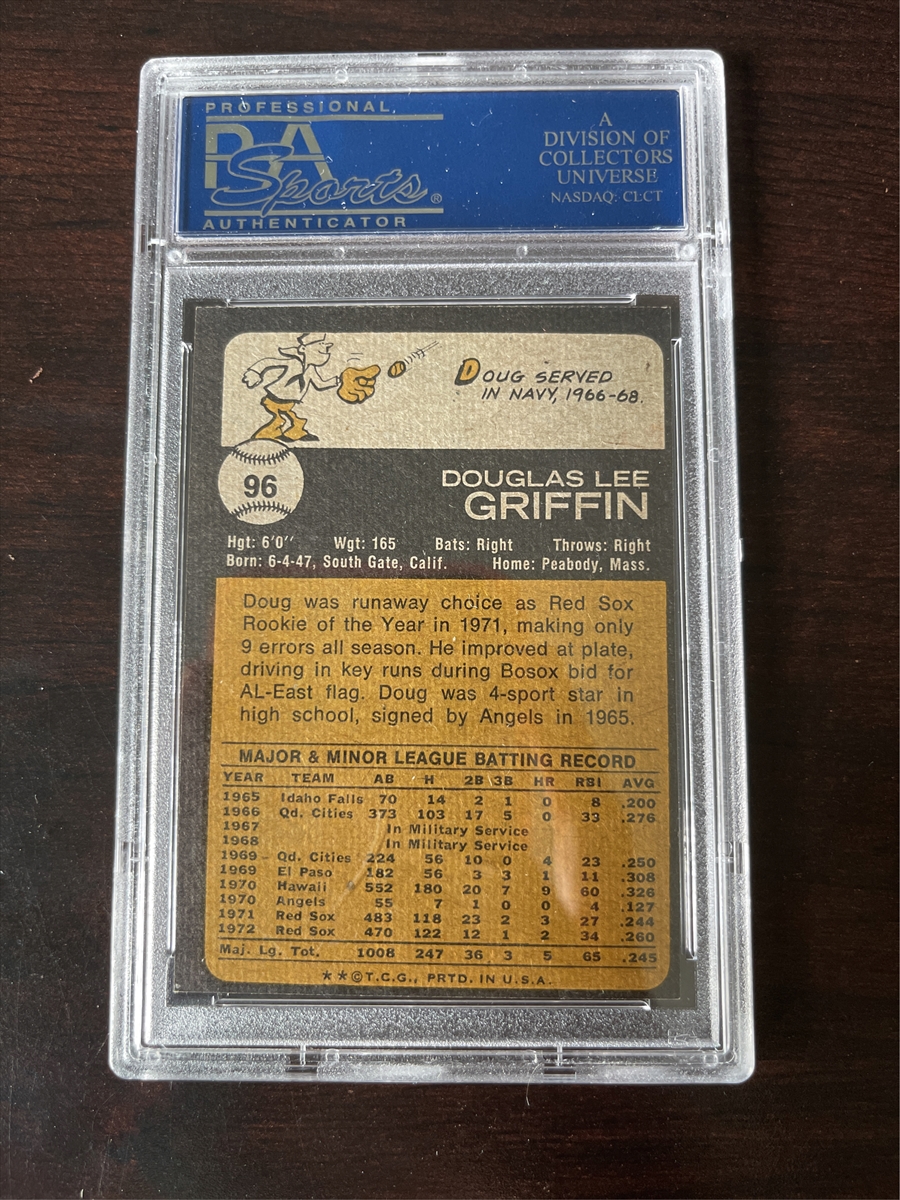 PROFESSIONAL
PSA
Sports®
AUTHENTICATOR
A
DIVISION OF
COLLECTORS
UNIVERSE
NASDAQ: CLCT
DOUG SERVED
IN NAVY, 1966-68.
96
DOUGLAS LEE
GRIFFIN
Hgt: 6'0'' Wgt: 165 Bats: Right Throws: Right
Born: 6-4-47, South Gate, Calif. Home: Peabody, Mass.
Doug was runaway choice as Red Sox
Rookie of the Year in 1971, making only
9 errors all season. He improved at plate,
driving in key runs during Bosox bid for
AL-East flag. Doug was 4-sport star in
high school, signed by Angels in 1965.
MAJOR & MINOR LEAGUE BATTING RECORD
YEAR TEAM AB H 2B 3B HR RBI AVG
1965 Idaho Falls 70 14 2 1 0 8 .200
1966 Qd. Cities 373 103 17 5 0 33 .276
1967 In Military Service
1968 In Military Service
1969 Qd. Cities 224 56 10 0 4 23 .250
1969 El Paso 182 56 3 3 1 11 .308
1970 Hawaii 552 180 20 7 9 60 .326
1970 Angels 55 7 1 0 0 4 .127
1971 Red Sox 483 118 23 2 3 27 .244
1972 Red Sox 470 122 12 1 2 34 .260
Maj. Lg. Tot. 1008 247 36 3 5 65 .245
**©T.C.G., PRTD. IN U.S.A.